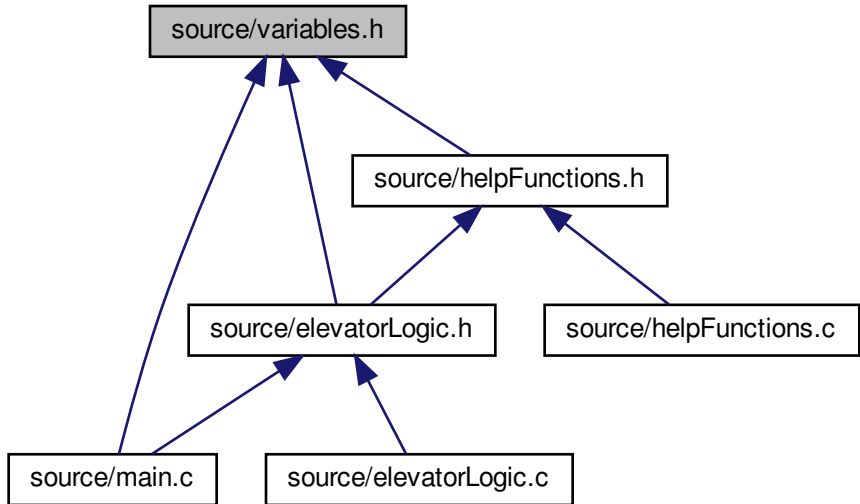 source/variables.h
source/helpFunctions.h
source/elevatorLogic.h
source/helpFunctions.c
source/main.c
source/elevatorLogic.c